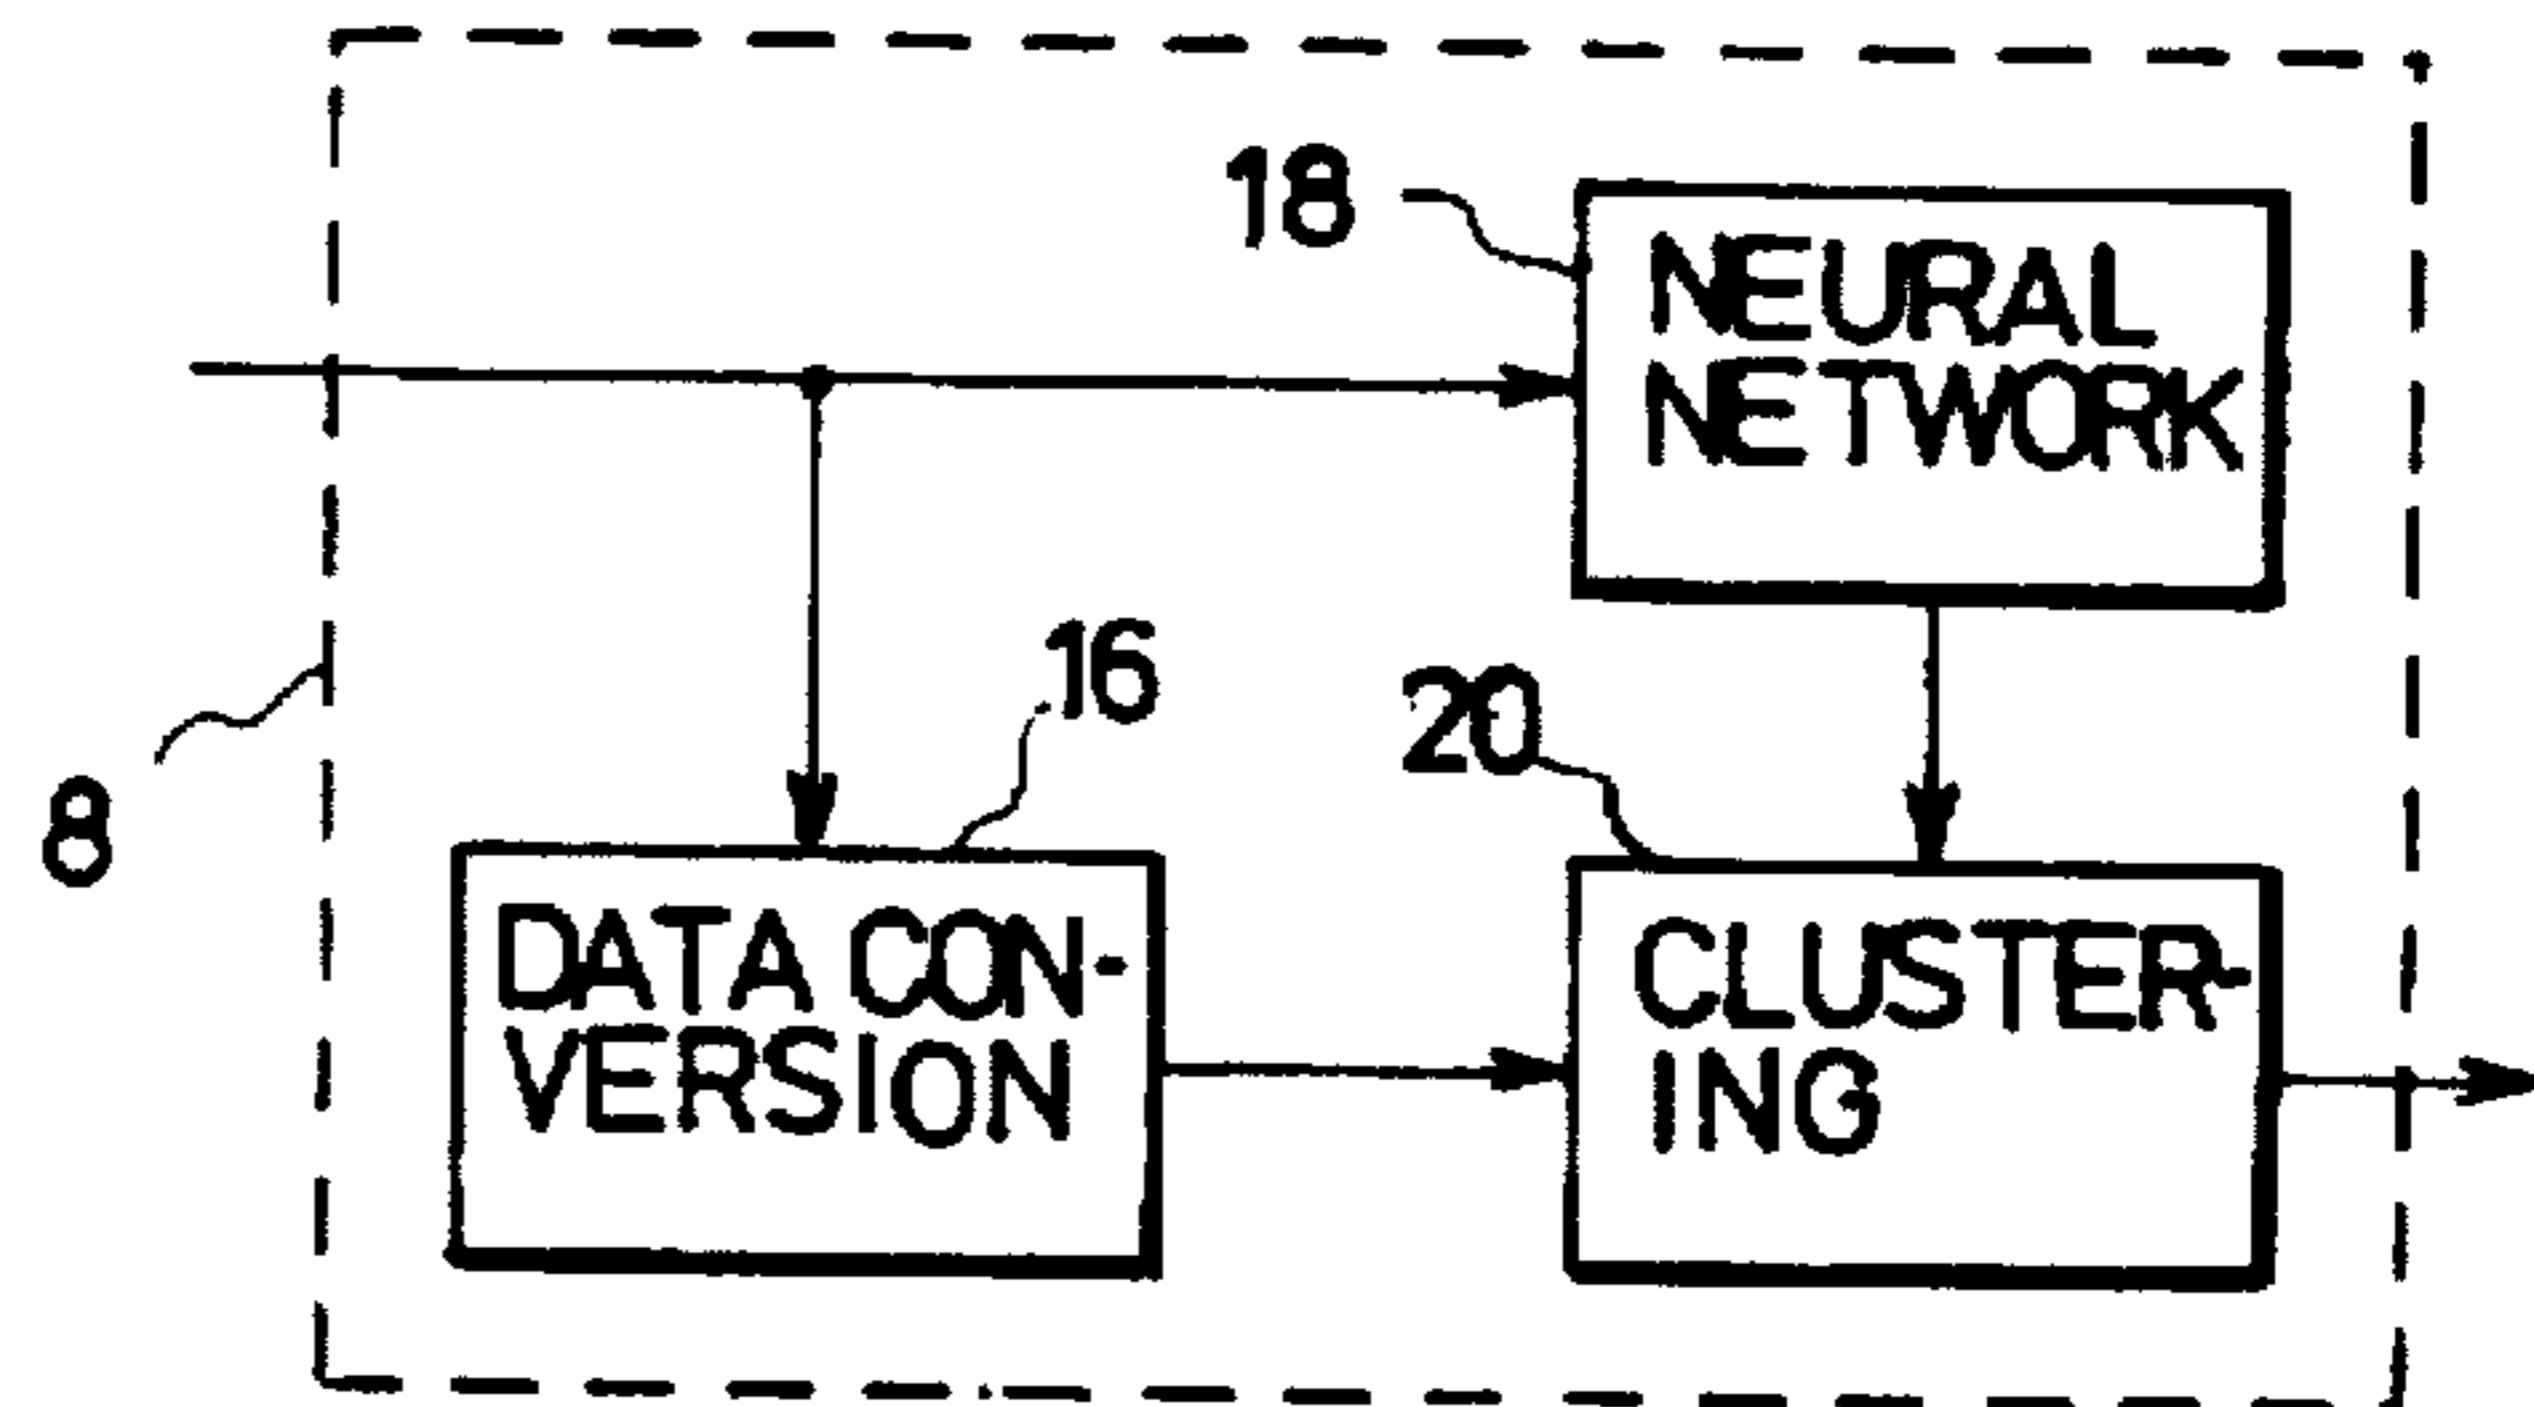 18
NEURAL
NETWORK
16
20
8
DATA CON-
VERSION
CLUSTER-
ING